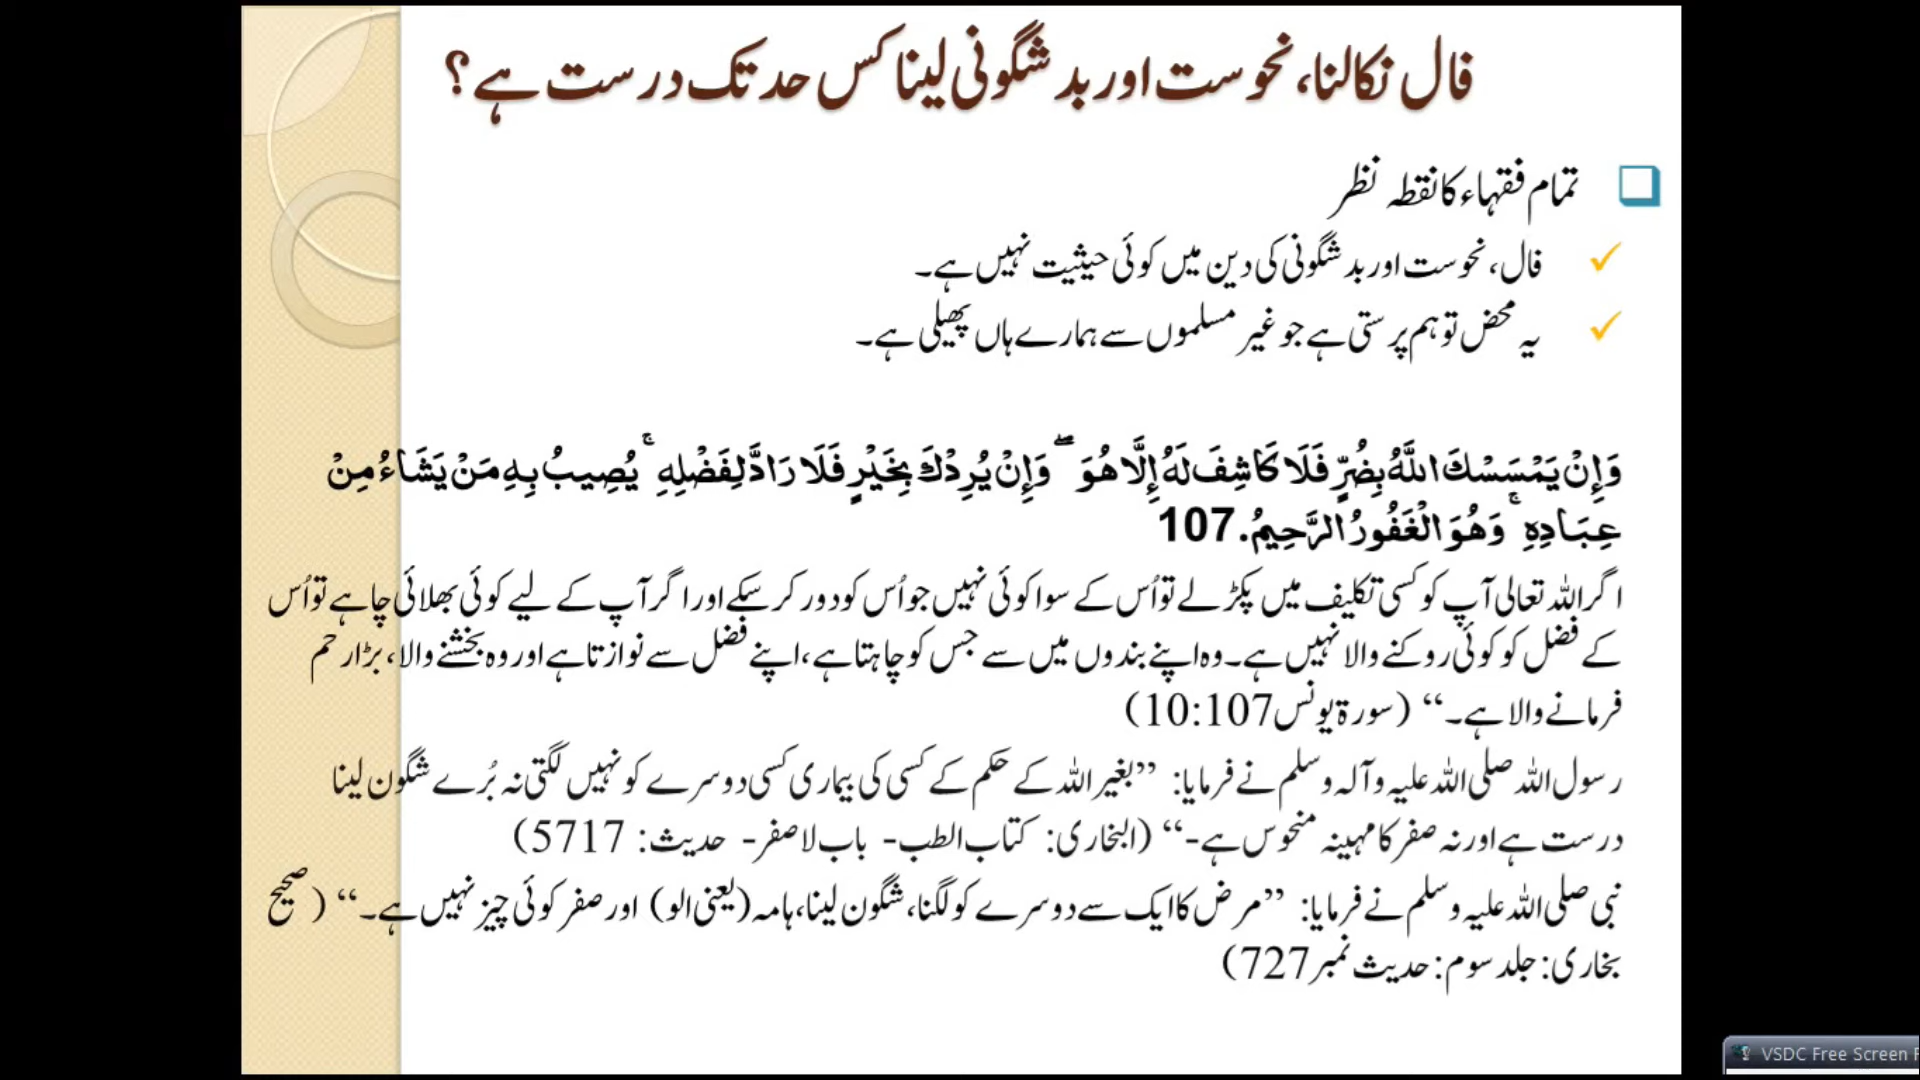 فال نکالنا، نحوست اور بد شگونی لینا کس حد تک درست ہے؟
تمام فقہاء کا نقطہ نظر
فال، نحوست اور بد شگونی کی دین میں کوئی حیثیت نہیں ہے۔
یہ محض توہم پرستی ہے جو غیر مسلموں سے ہمارے ہاں پھیلی ہے۔
وَإِنْ يَمْسَسْكَ اللَّهُ بِضُرٍّ فَلَا كَاشِفَ لَهُ إِلَّا هُوَ ۖ وَإِنْ يُرِدْكَ بِخَيْرٍ فَلَا رَادَّ لِفَضْلِهِ ۚ يُصِيبُ بِهِ مَنْ يَشَاءُ مِنْ
عِبَادِهِ ۚ وَهُوَ الْغَفُورُ الرَّحِيمُ.107
اگر اللہ تعالی آپ کو کسی تکلیف میں پکڑ لے تو اُس کے سوا کوئی نہیں جو اُس کو دور کر سکے اور اگر آپ کے لیے کوئی بھلائی چاہے تو اُس
کے فضل کو کوئی روکنے والا نہیں ہے۔ وہ اپنے بندوں میں سے جس کو چاہتا ہے، اپنے فضل سے نوازتا ہے اور وہ بخشنے والا، بڑا رحم
فرمانے والا ہے۔‘‘ (سورۃ یونس 10:107)
رسول اللہ صلی اللہ علیہ وآلہ وسلم نے فرمایا: ’’بغیر اللہ کے حکم کے کسی کی بیماری کسی دوسرے کو نہیں لگتی نہ بُرے شگون لینا
درست ہے اور نہ صفر کا مہینہ منحوس ہے-‘‘ (البخاری: کتاب الطب- باب لا صفر- حدیث: 5717)
نبی صلی اللہ علیہ وسلم نے فرمایا: ’’مرض کا ایک سے دوسرے کو لگنا، شگون لینا، ہامہ (یعنی الو) اور صفر کوئی چیز نہیں ہے۔‘‘ (صحیح
بخاری: جلد سوم: حدیث نمبر 727)
VSDC Free Screen